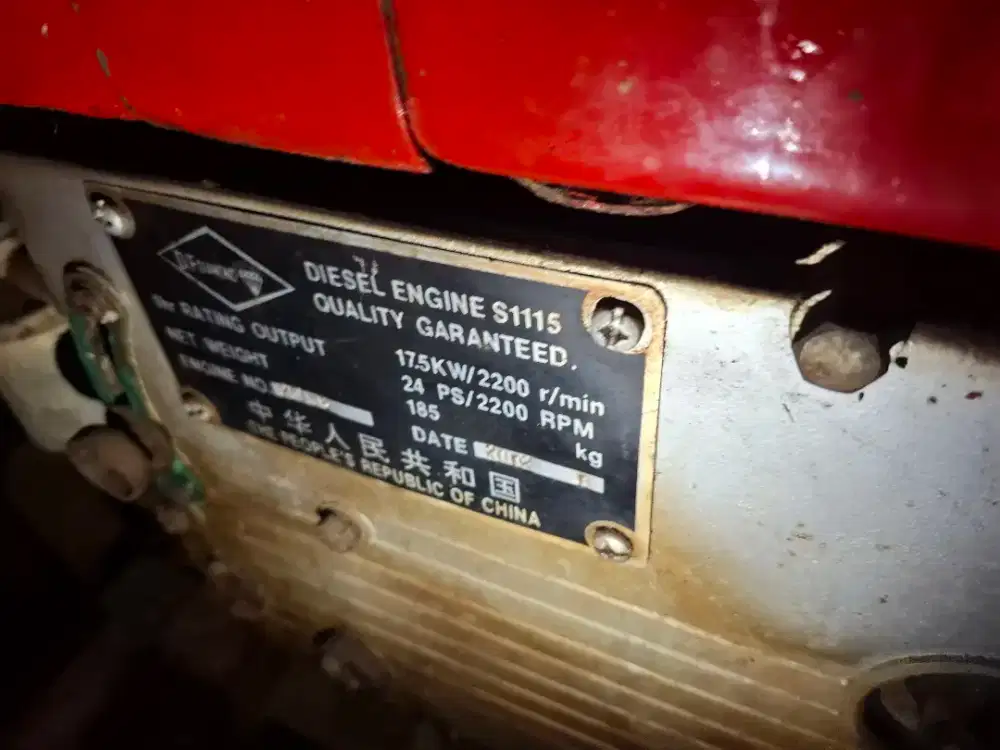 DIESEL ENGINE S1115
QUALITY GARANTEED.
1hr RATING OUTPUT 17.5KW/2200 r/min
24 PS/2200 RPM
NET WEIGHT 185 kg
ENGINE NO.
DATE
中华人民共和国
THE PEOPLE'S REPUBLIC OF CHINA